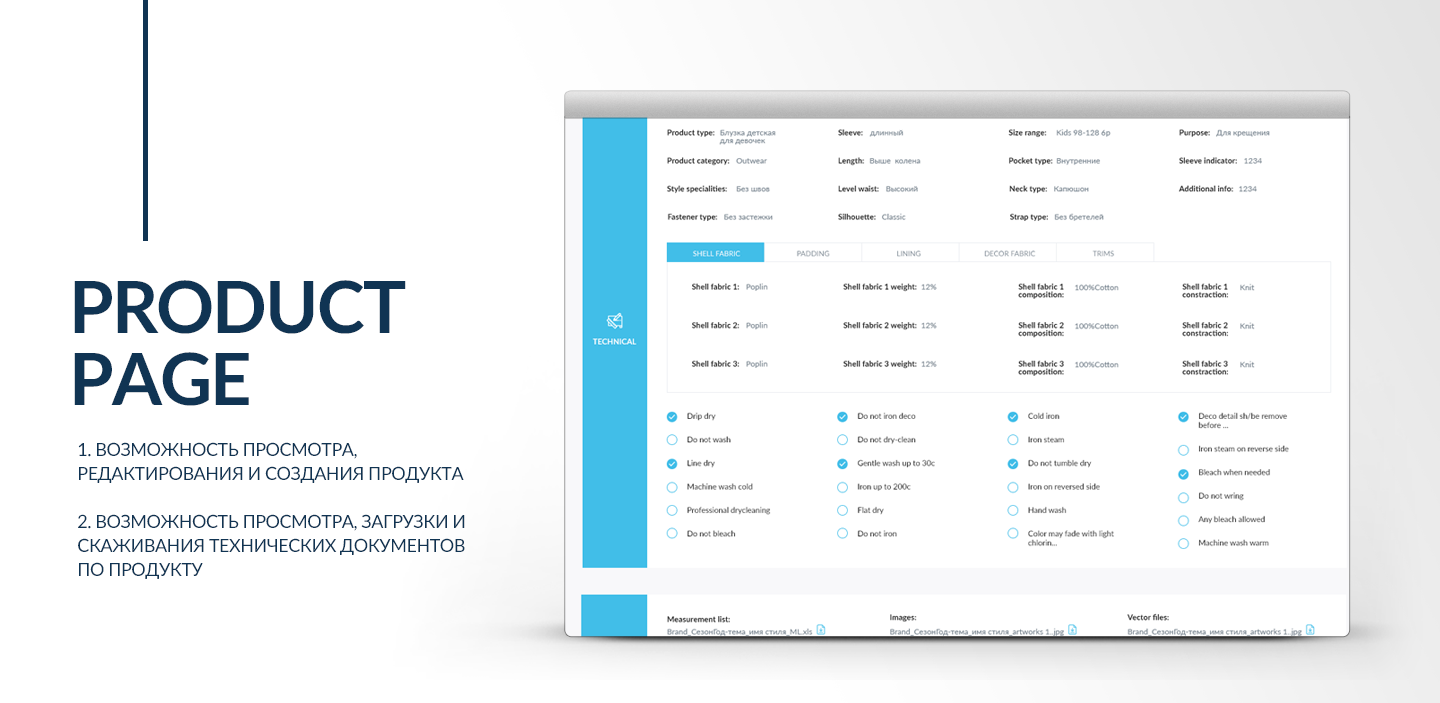 PRODUCT
PAGE
1. ВОЗМОЖНОСТЬ ПРОСМОТРА,
РЕДАКТИРОВАНИЯ И СОЗДАНИЯ ПРОДУКТА
2. ВОЗМОЖНОСТЬ ПРОСМОТРА, ЗАГРУЗКИ И
СКАЖИВАНИЯ ТЕХНИЧЕСКИХ ДОКУМЕНТОВ
ПО ПРОДУКТУ
TECHNICAL
Product type: Блузка детская
для девочек
Sleeve: длинный
Size range: Kids 98-128 6р
Purpose: Для крещения
Product category: Outwear
Length: Выше колена
Pocket type: Внутренние
Sleeve indicator: 1234
Style specialities: Без швов
Level waist: Высокий
Neck type: Капюшон
Additional info: 1234
Fastener type: Без застежки
Silhouette: Classic
Strap type: Без бретелей
SHELL FABRIC
PADDING
LINING
DECOR FABRIC
TRIMS
Shell fabric 1: Poplin
Shell fabric 1 weight: 12%
Shell fabric 1
composition: 100%Cotton
Shell fabric 1
constraction: Knit
Shell fabric 2: Poplin
Shell fabric 2 weight: 12%
Shell fabric 2
composition: 100%Cotton
Shell fabric 2
constraction: Knit
Shell fabric 3: Poplin
Shell fabric 3 weight: 12%
Shell fabric 3
composition: 100%Cotton
Shell fabric 3
constraction: Knit
Drip dry
Do not wash
Line dry
Machine wash cold
Professional drycleaning
Do not bleach
Do not iron deco
Do not dry-clean
Gentle wash up to 30c
Iron up to 200c
Flat dry
Do not iron
Cold iron
Iron steam
Do not tumble dry
Iron on reversed side
Hand wash
Color may fade with light
chlorin...
Deco detail sh/be remove
before ...
Iron steam on reverse side
Bleach when needed
Do not wring
Any bleach allowed
Machine wash warm
Measurement list:
Brand_СезонГод-тема_имя стиля_ML.xls
Images:
Brand_СезонГод-тема_имя стиля_artworks 1..jpg
Vector files:
Brand_СезонГод-тема_имя стиля_artworks 1..jpg